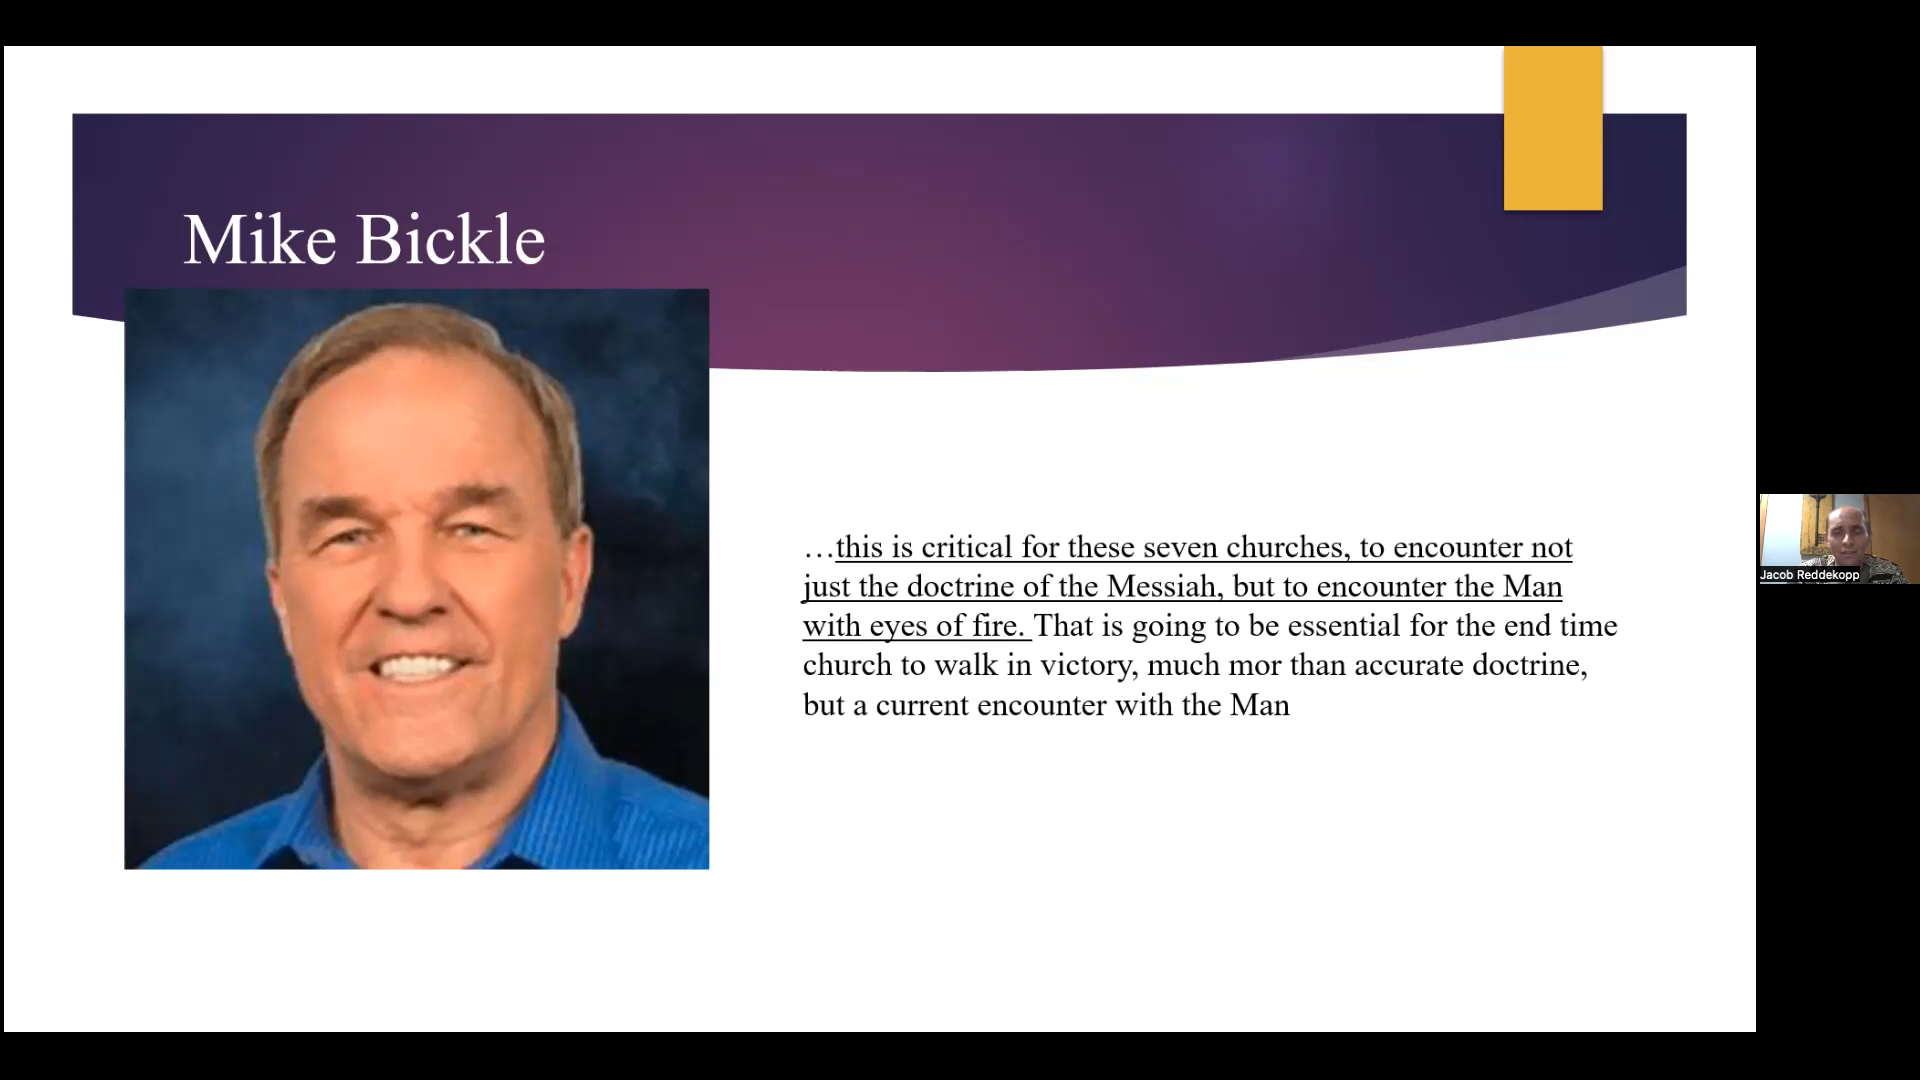 Mike Bickle
…this is critical for these seven churches, to encounter not
just the doctrine of the Messiah, but to encounter the Man
with eyes of fire. That is going to be essential for the end time
church to walk in victory, much mor than accurate doctrine,
but a current encounter with the Man
Jacob Reddekopp